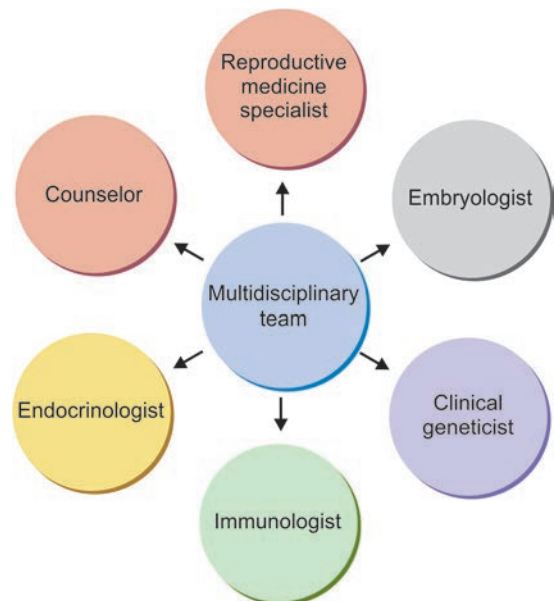 Reproductive
medicine
specialist
Counselor
Embryologist
Multidisciplinary
team
Endocrinologist
Clinical
geneticist
Immunologist